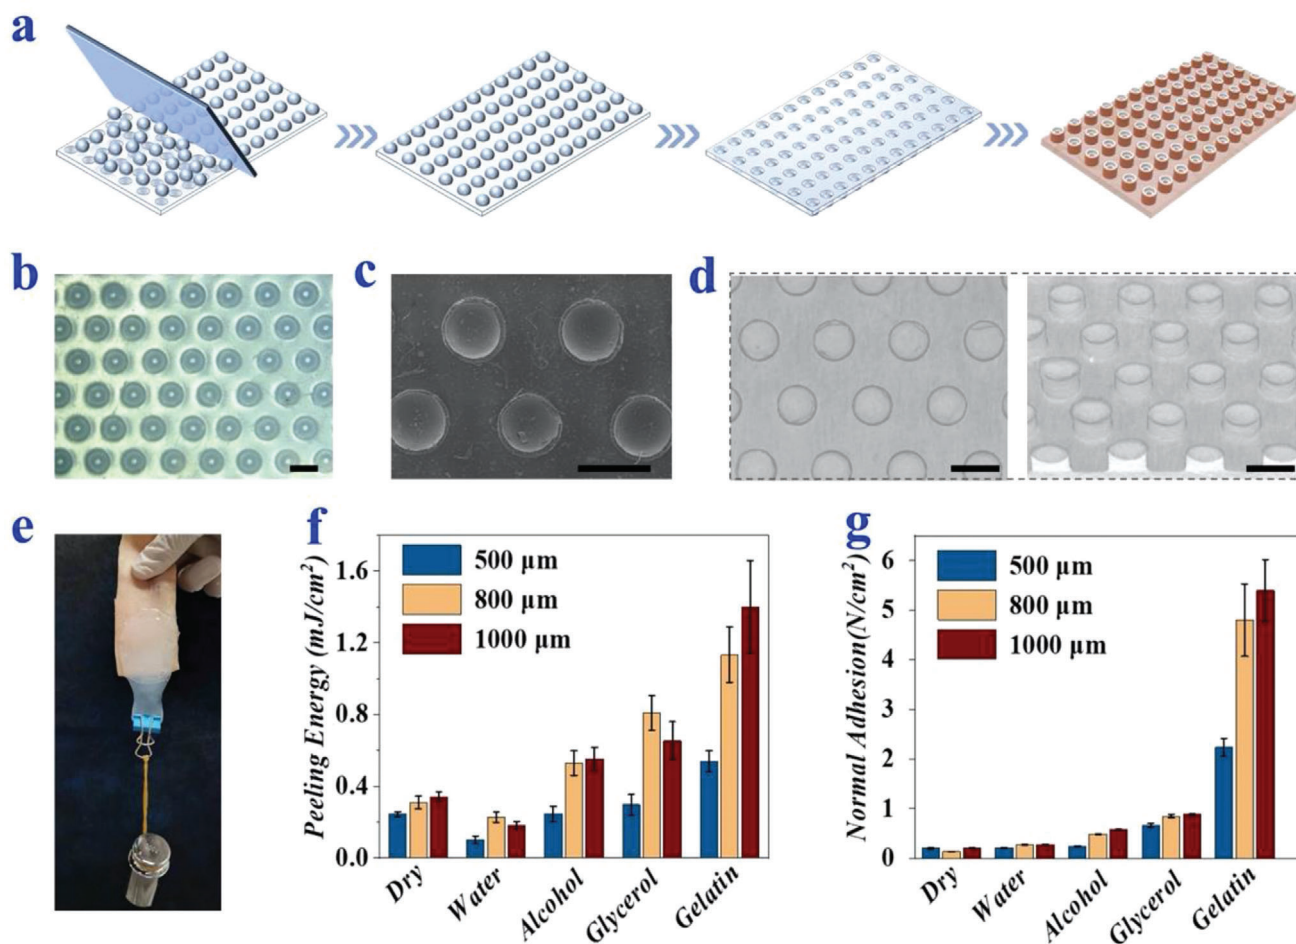 a
b
c
d
e
f
Peeling Energy (mJ/cm²)
1.6
1.2
0.8
0.4
0.0
500 µm
800 µm
1000 µm
Dry
Water
Alcohol
Glycerol
Gelatin
g
Normal Adhesion(N/cm²)
6
5
4
3
2
1
0
500 µm
800 µm
1000 µm
Dry
Water
Alcohol
Glycerol
Gelatin